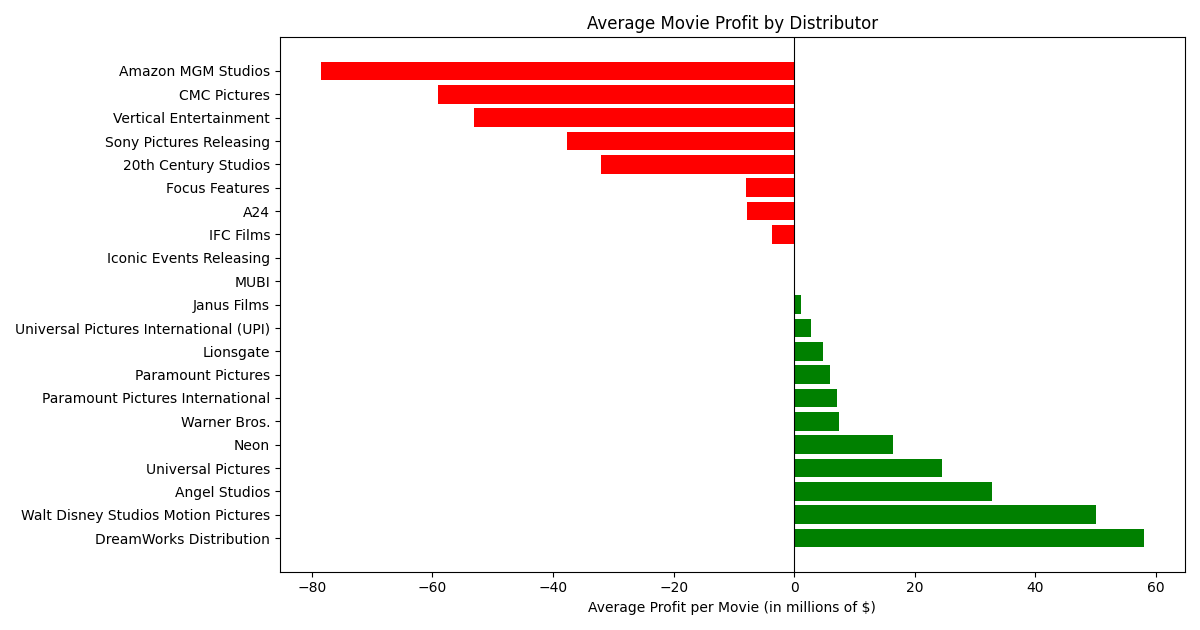 Average Movie Profit by Distributor
Amazon MGM Studios
CMC Pictures
Vertical Entertainment
Sony Pictures Releasing
20th Century Studios
Focus Features
A24
IFC Films
Iconic Events Releasing
MUBI
Janus Films
Universal Pictures International (UPI)
Lionsgate
Paramount Pictures
Paramount Pictures International
Warner Bros.
Neon
Universal Pictures
Angel Studios
Walt Disney Studios Motion Pictures
DreamWorks Distribution
−80 −60 −40 −20 0 20 40 60
Average Profit per Movie (in millions of $)